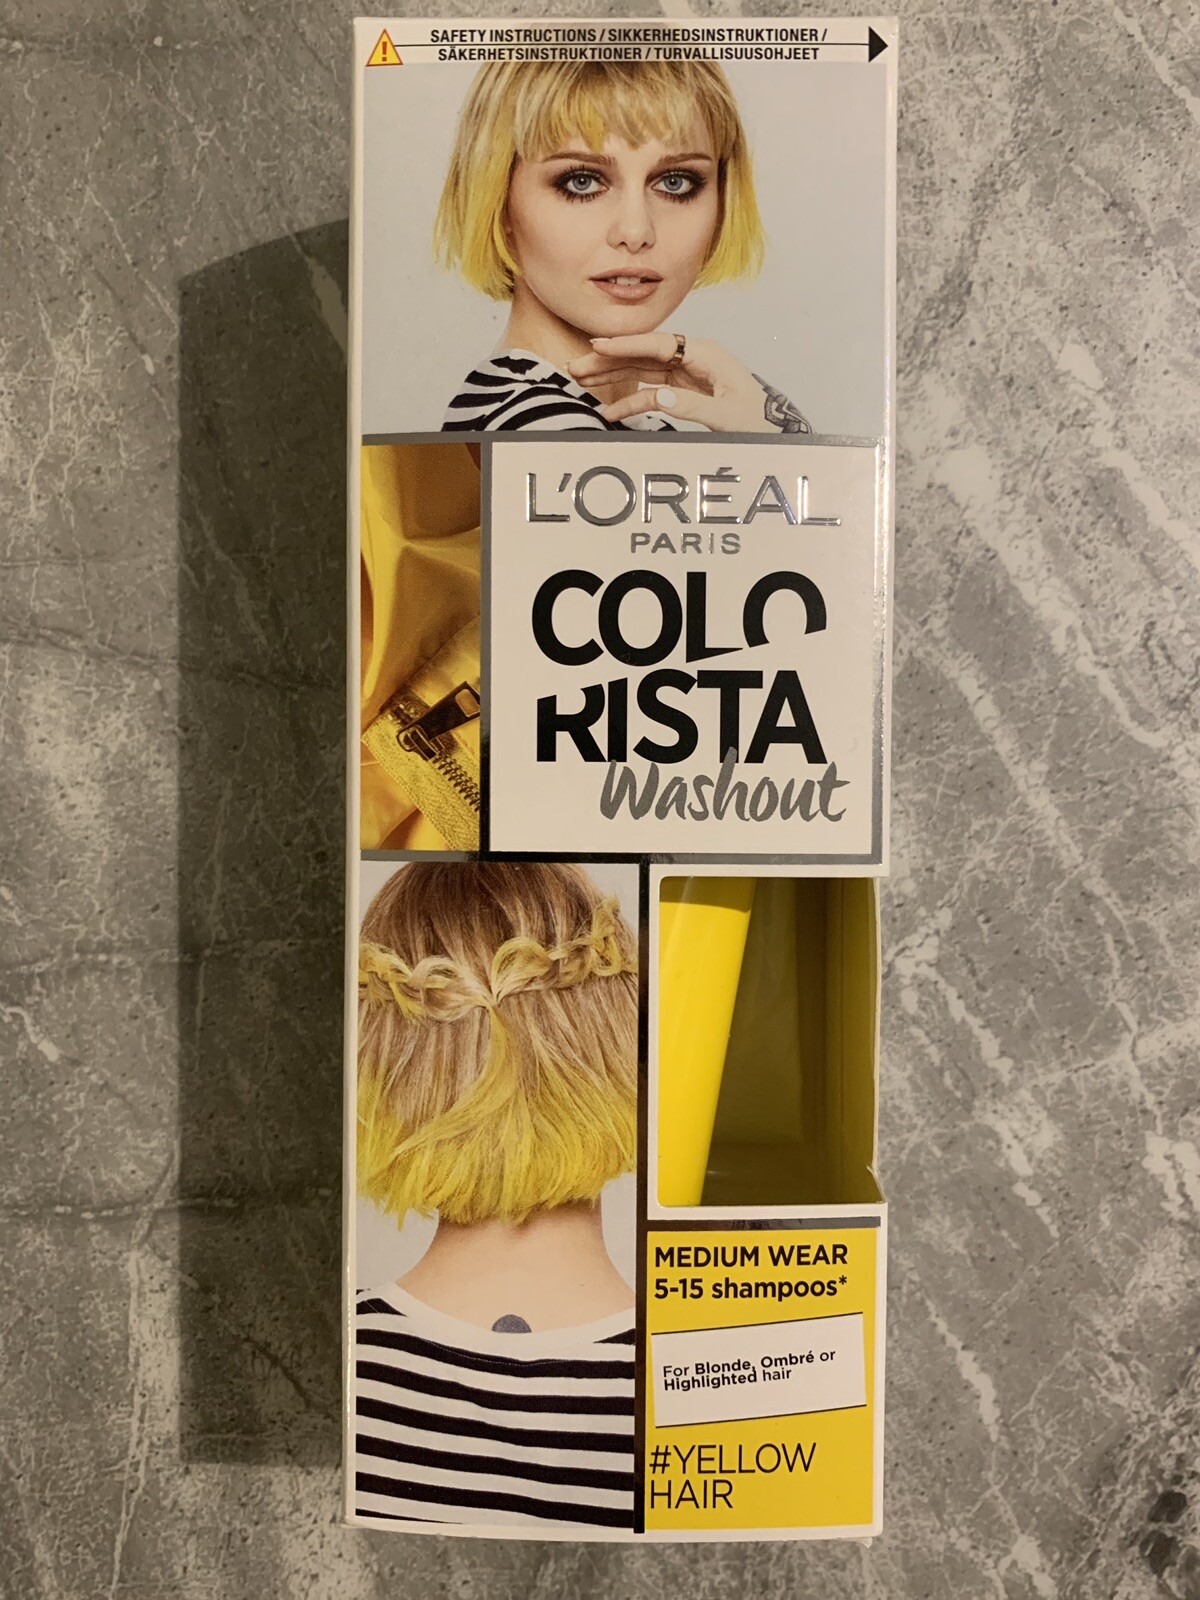 SAFETY INSTRUCTIONS / SIKKERHEDSINSTRUKTIONER /
SÄKERHETSINSTRUKTIONER / TURVALLISUUSOHJEET
L'ORÉAL
PARIS
COLO
RISTA
Washout
MEDIUM WEAR
5-15 shampoos*
For Blonde, Ombré or
Highlighted hair
#YELLOW
HAIR